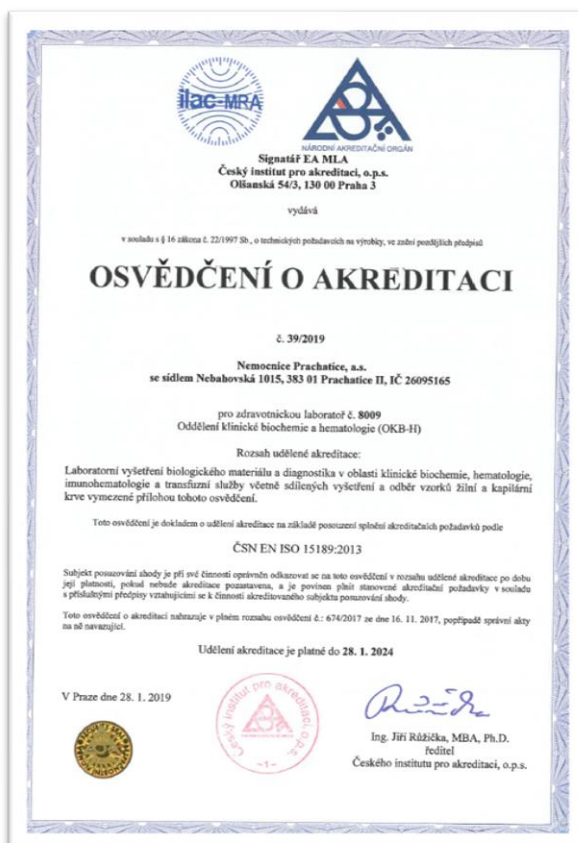 ilac-MRA
NÁRODNÍ AKREDITAČNÍ ORGÁN
Signatář EA MLA
Český institut pro akreditaci, o.p.s.
Olšanská 54/3, 130 00 Praha 3
vydává
v souladu s § 16 zákona č. 22/1997 Sb., o technických požadavcích na výrobky, ve znění pozdějších předpisů
OSVĚDČENÍ O AKREDITACI
č. 39/2019
Nemocnice Prachatice, a.s.
se sídlem Nebahovská 1015, 383 01 Prachatice II, IČ 26095165
pro zdravotnickou laboratoř č. 8009
Oddělení klinické biochemie a hematologie (OKB-H)
Rozsah udělené akreditace:
Laboratorní vyšetření biologického materiálu a diagnostika v oblasti klinické biochemie, hematologie,
imunohematologie a transfuzní služby včetně sdílených vyšetření a odběr vzorků žilní a kapilární
krve vymezené přílohou tohoto osvědčení.
Toto osvědčení je dokladem o udělení akreditace na základě posouzení splnění akreditačních požadavků podle
ČSN EN ISO 15189:2013
Subjekt posuzování shody je při své činnosti oprávněn odkazovat se na toto osvědčení v rozsahu udělené akreditace po dobu
její platnosti, pokud nebude akreditace pozastavena, a je povinen plnit stanovené akreditační požadavky v souladu
s příslušnými předpisy vztahujícími se k činnosti akreditovaného subjektu posuzování shody.
Toto osvědčení o akreditaci nahrazuje v plném rozsahu osvědčení č.: 674/2017 ze dne 16. 11. 2017, popřípadě správní akty
na ně navazující.
Udělení akreditace je platné do 28. 1. 2024
V Praze dne 28. 1. 2019
Český institut pro akreditaci, o.p.s.
-1-
Ing. Jiří Růžička, MBA, Ph.D.
ředitel
Českého institutu pro akreditaci, o.p.s.